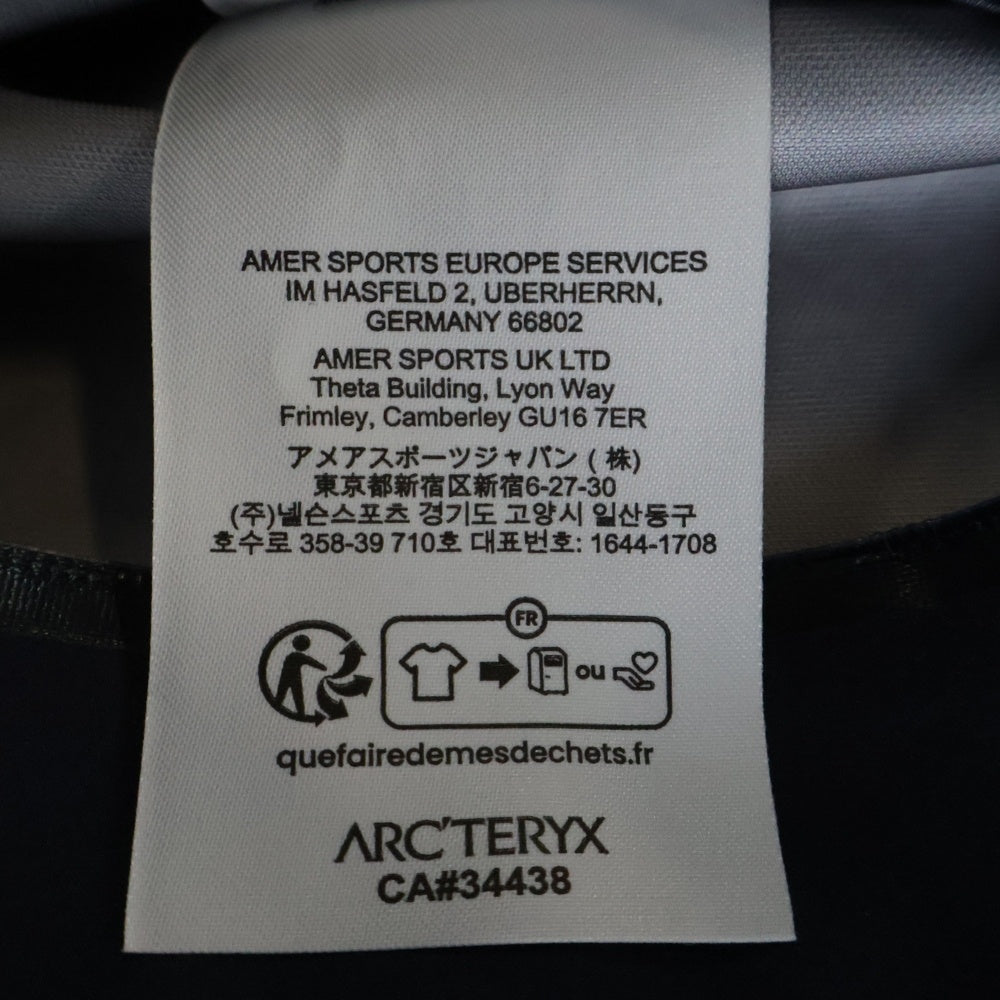 AMER SPORTS EUROPE SERVICES
IM HASFELD 2, UBERHERRN,
GERMANY 66802
AMER SPORTS UK LTD
Theta Building, Lyon Way
Frimley, Camberley GU16 7ER
アメアスポーツジャパン ( 株)
東京都新宿区新宿6-27-30
(주)넬슨스포츠 경기도 고양시 일산동구
호수로 358-39 710호 대표번호: 1644-1708
FR
ou
quefairedemesdechets.fr
ARC'TERYX
CA#34438